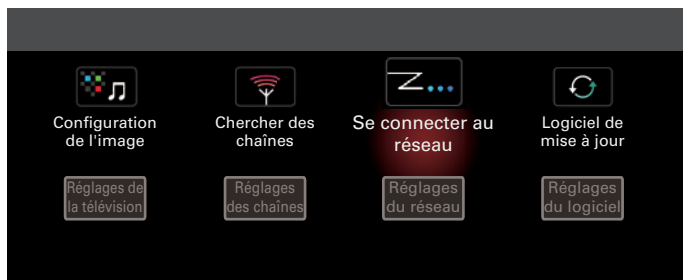 Configuration
de l'image
Chercher des
chaînes
Se connecter au
réseau
Logiciel de
mise à jour
Réglages de
la télévision
Réglages
des chaînes
Réglages
du réseau
Réglages
du logiciel